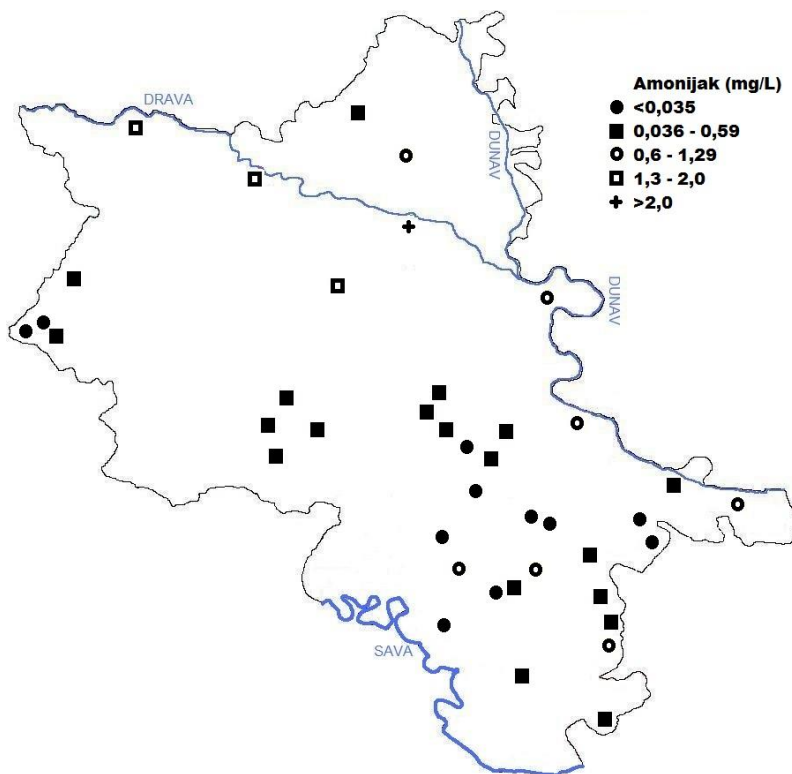 DRAVA
DUNAV
Amonijak (mg/L)
<0,035
0,036 - 0,59
0,6 - 1,29
1,3 - 2,0
>2,0
DUNAV
SAVA